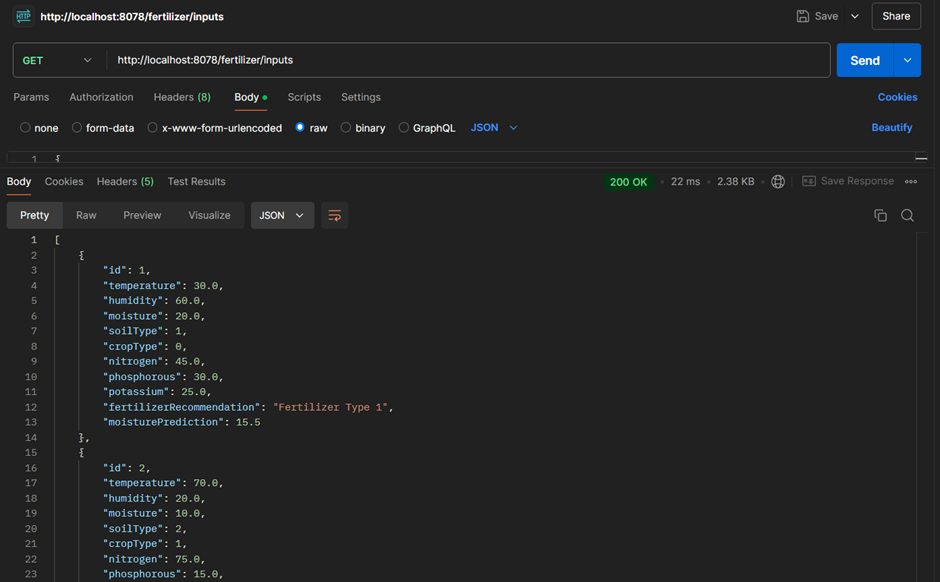 HTTP http://localhost:8078/fertilizer/inputs Save Share
GET http://localhost:8078/fertilizer/inputs Send
Params Authorization Headers (8) Body Scripts Settings Cookies
none form-data x-www-form-urlencoded raw binary GraphQL JSON Beautify
1 {
Body Cookies Headers (5) Test Results 200 OK 22 ms 2.38 KB Save Response
Pretty Raw Preview Visualize JSON
1 [
2 {
3 "id": 1,
4 "temperature": 30.0,
5 "humidity": 60.0,
6 "moisture": 20.0,
7 "soilType": 1,
8 "cropType": 0,
9 "nitrogen": 45.0,
10 "phosphorous": 30.0,
11 "potassium": 25.0,
12 "fertilizerRecommendation": "Fertilizer Type 1",
13 "moisturePrediction": 15.5
14 },
15 {
16 "id": 2,
17 "temperature": 70.0,
18 "humidity": 20.0,
19 "moisture": 10.0,
20 "soilType": 2,
21 "cropType": 1,
22 "nitrogen": 75.0,
23 "phosphorous": 15.0,